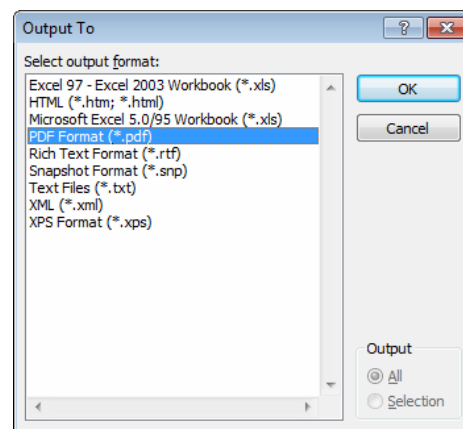 Output To
Select output format:
Excel 97 - Excel 2003 Workbook (*.xls)
HTML (*.htm; *.html)
Microsoft Excel 5.0/95 Workbook (*.xls)
PDF Format (*.pdf)
Rich Text Format (*.rtf)
Snapshot Format (*.snp)
Text Files (*.txt)
XML (*.xml)
XPS Format (*.xps)
OK
Cancel
Output
All
Selection